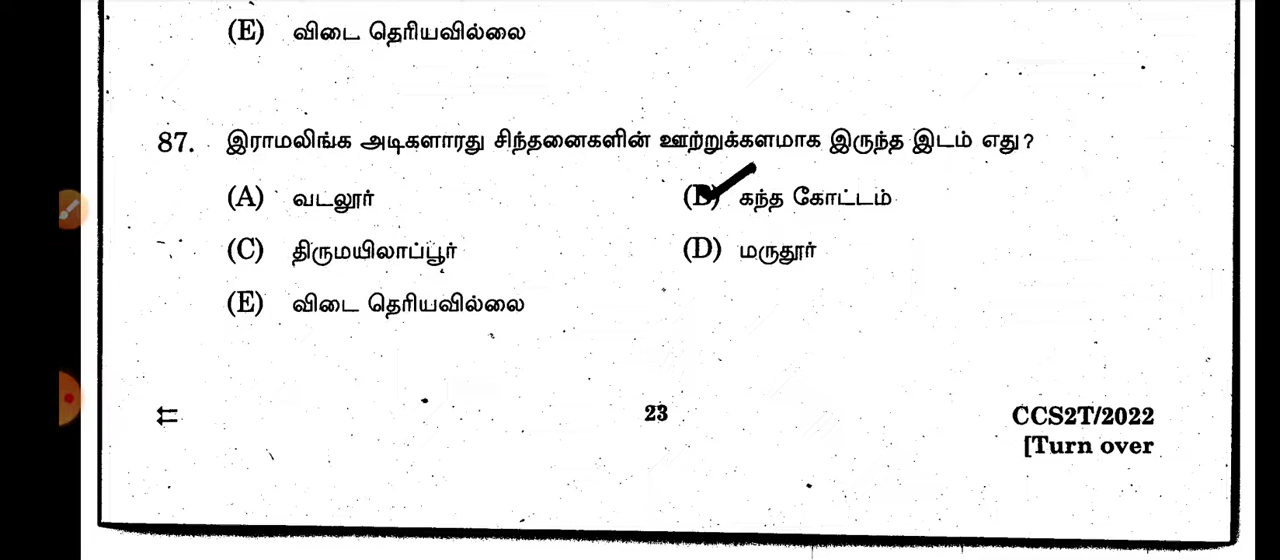 (E) விடை தெரியவில்லை
87. இராமலிங்க அடிகளாரது சிந்தனைகளின் ஊற்றுக்களமாக இருந்த இடம் எது?
(A) வடலூர் (B) கந்த கோட்டம்
(C) திருமயிலாப்பூர் (D) மருதூர்
(E) விடை தெரியவில்லை
⇇ 23 CCS2T/2022
[Turn over